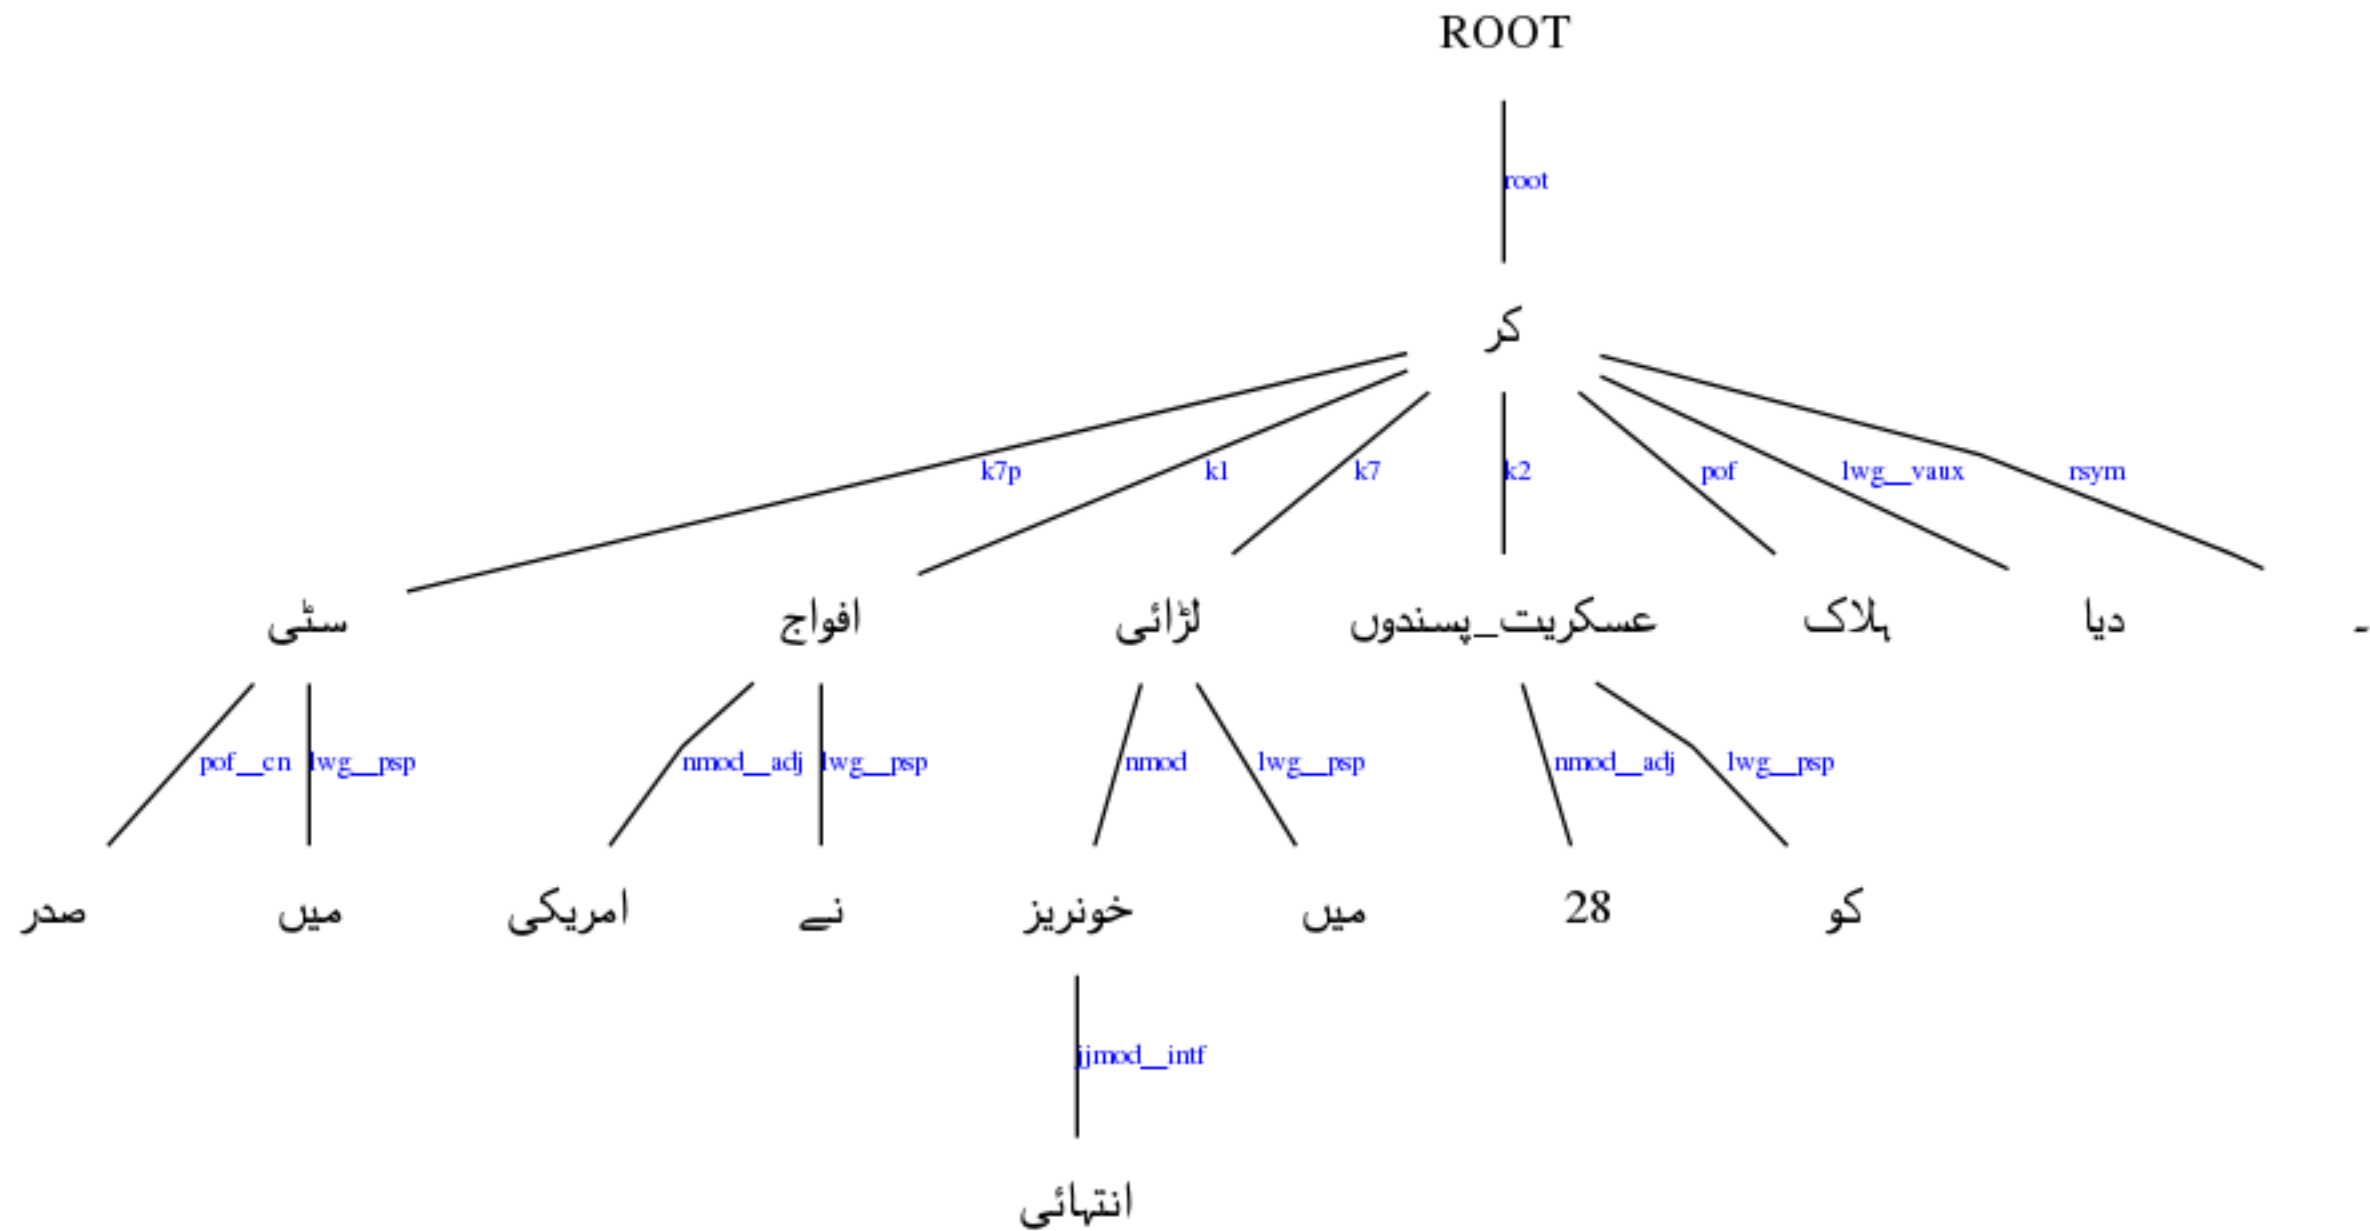 ROOT
root
کر
k7p k1 k7 k2 pof lwg__vaux rsym
سٹی افواج لڑائی عسکریت_پسندوں ہلاک دیا ۔
pof__cn lwg__psp nmod__adj lwg__psp nmod lwg__psp nmod__adj lwg__psp
صدر میں امریکی نے خونریز میں 28 کو
jjmod__intf
انتہائی